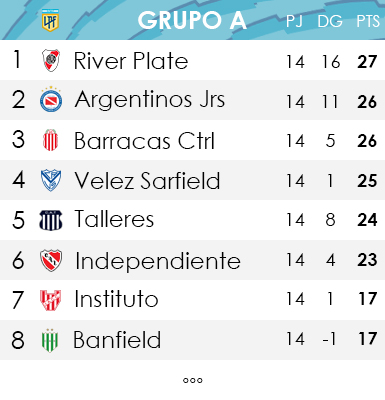 LPF GRUPO A PJ DG PTS
1 River Plate 14 16 27
2 Argentinos Jrs 14 11 26
3 Barracas Ctrl 14 5 26
4 Velez Sarfield 14 1 25
5 Talleres 14 8 24
6 Independiente 14 4 23
7 Instituto 14 1 17
8 Banfield 14 -1 17
°°°